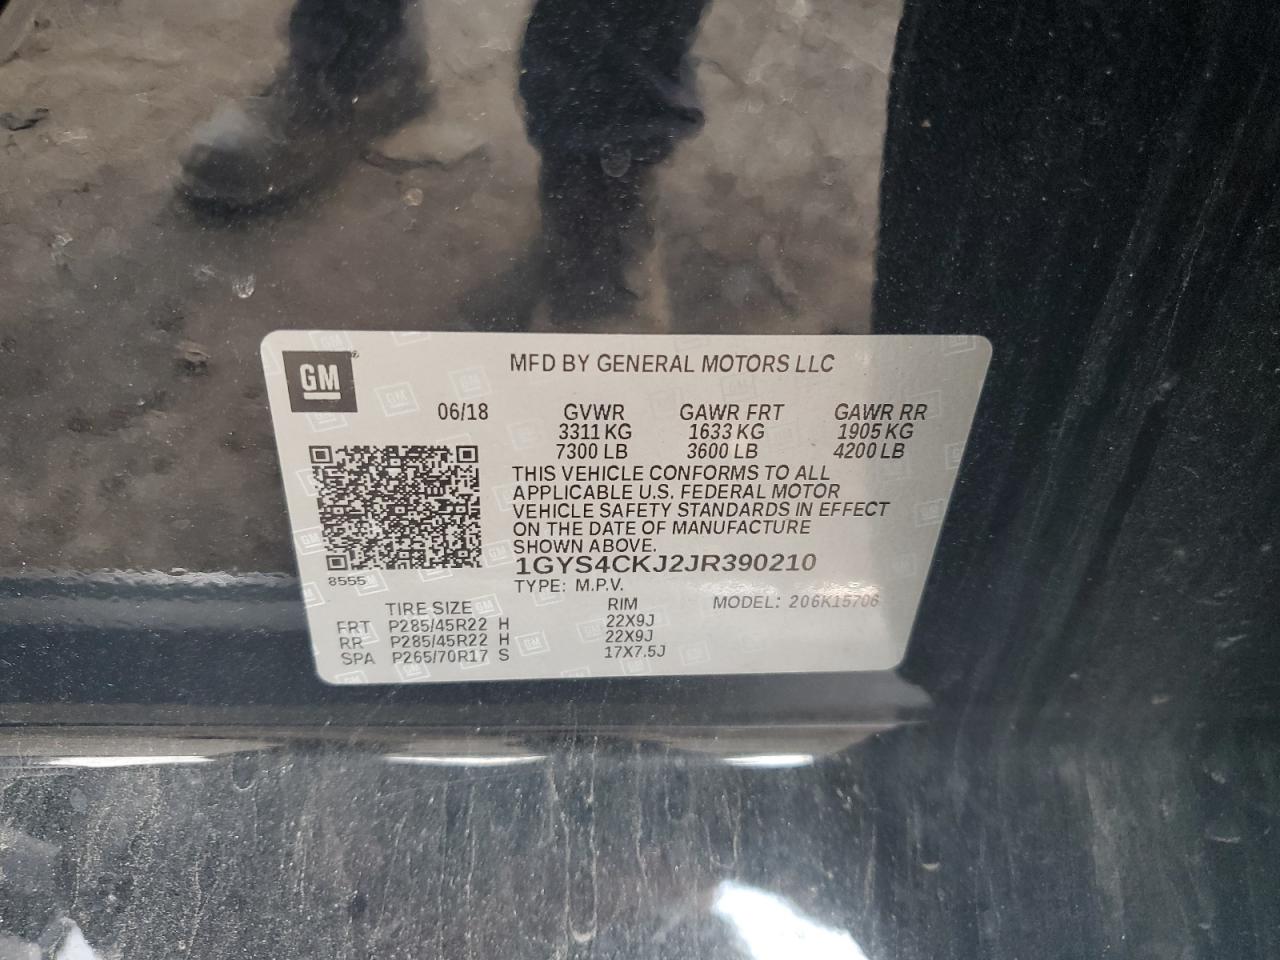 GM
MFD BY GENERAL MOTORS LLC
06/18 GVWR GAWR FRT GAWR RR
3311 KG 1633 KG 1905 KG
7300 LB 3600 LB 4200 LB
THIS VEHICLE CONFORMS TO ALL
APPLICABLE U.S. FEDERAL MOTOR
VEHICLE SAFETY STANDARDS IN EFFECT
ON THE DATE OF MANUFACTURE
SHOWN ABOVE.
1GYS4CKJ2JR390210
8555 TYPE: M.P.V.
TIRE SIZE RIM MODEL: 206K15706
FRT P285/45R22 H 22X9J
RR P285/45R22 H 22X9J
SPA P265/70R17 S 17X7.5J